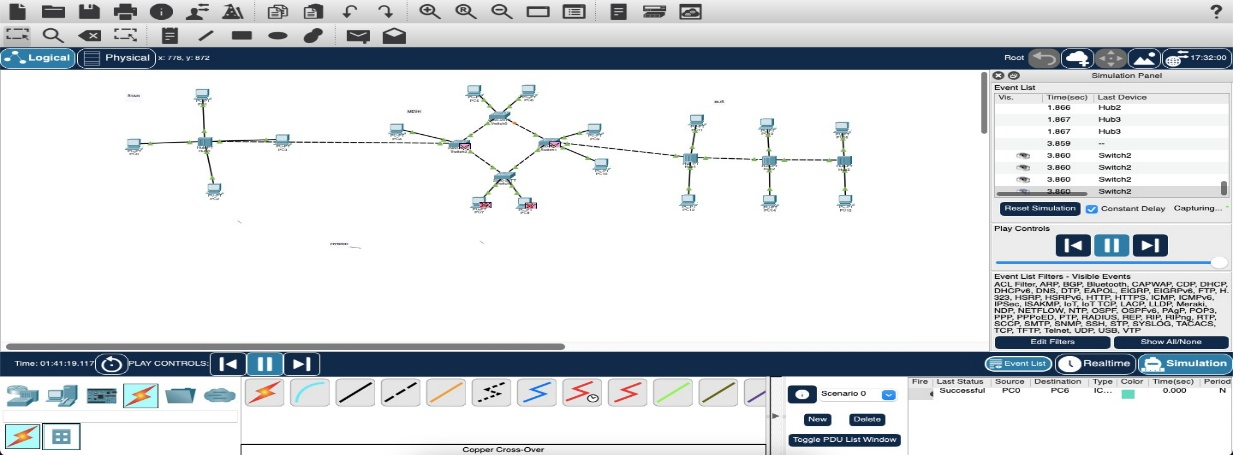 ?
Logical
Physical
x: 778, y: 872
Root
17:32:00
Simulation Panel
Event List
Vis.
Time(sec)
Last Device
1.866
Hub2
1.867
Hub3
1.867
Hub3
3.859
--
3.860
Switch2
3.860
Switch2
3.860
Switch2
3.860
Switch2
Reset Simulation
Constant Delay
Capturing...
Play Controls
Event List Filters - Visible Events
ACL Filter, ARP, BGP, Bluetooth, CAPWAP, CDP, DHCP,
DHCPv6, DNS, DTP, EAPOL, EIGRP, EIGRPv6, FTP, H.
323, HSRP, HSRPv6, HTTP, HTTPS, ICMP, ICMPv6,
IPSec, ISAKMP, IoT, IoT TCP, LACP, LLDP, Meraki,
NDP, NETFLOW, NTP, OSPF, OSPFv6, PAgP, POP3,
PPP, PPPoED, PTP, RADIUS, REP, RIP, RIPng, RTP,
SCCP, SMTP, SNMP, SSH, STP, SYSLOG, TACACS,
TCP, TFTP, Telnet, UDP, USB, VTP
Edit Filters
Show All/None
Time: 01:41:19.117
PLAY CONTROLS:
Event List
Realtime
Simulation
Scenario 0
New
Delete
Toggle PDU List Window
Fire
Last Status
Source
Destination
Type
Color
Time(sec)
Period
Successful
PC0
PC6
IC...
0.000
N
Copper Cross-Over